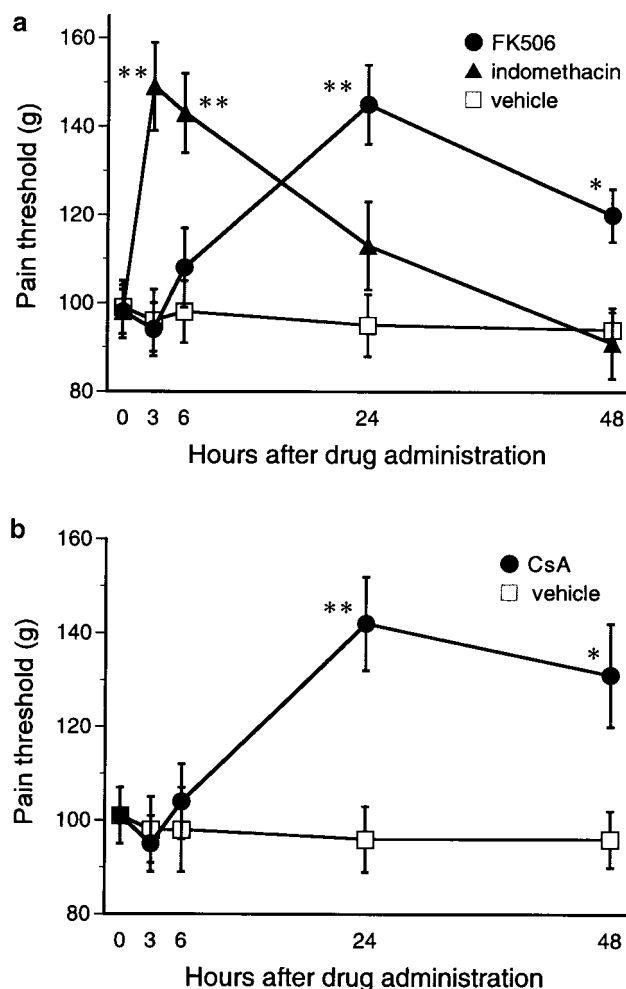 a
160
140
120
100
80
Pain threshold (g)
FK506
indomethacin
vehicle
**
**
**
*
0 3 6 24 48
Hours after drug administration
b
160
140
120
100
80
Pain threshold (g)
CsA
vehicle
**
*
0 3 6 24 48
Hours after drug administration